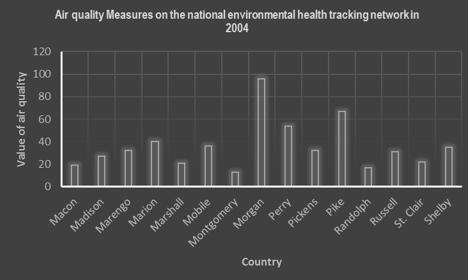 Air quality Measures on the national environmental health tracking network in
2004
120
100
80
60
40
20
0
Value of air quality
Macon
Madison
Marengo
Marion
Marshall
Mobile
Montgomery
Morgan
Perry
Pickens
Pike
Randolph
Russell
St. Clair
Shelby
Country